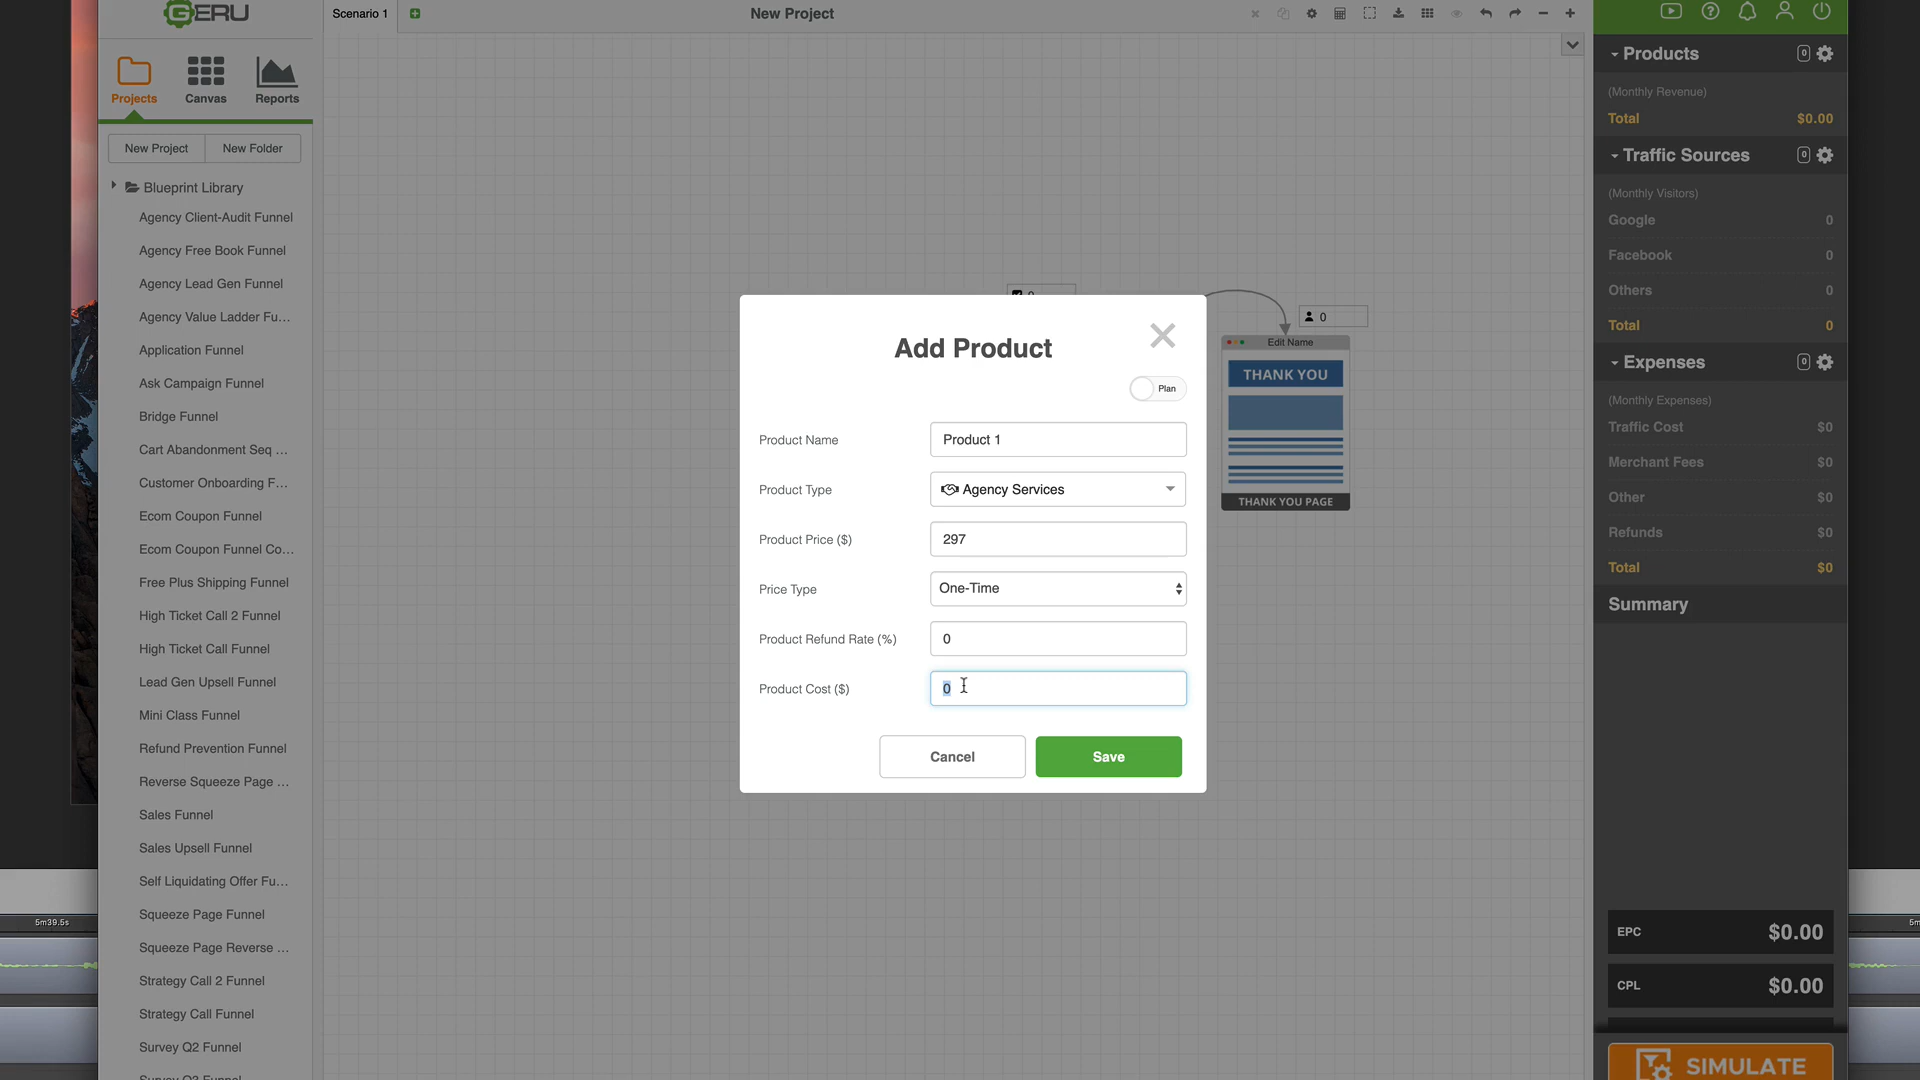 GERU
Scenario 1
New Project
Projects
Canvas
Reports
New Project
New Folder
Blueprint Library
Agency Client-Audit Funnel
Agency Free Book Funnel
Agency Lead Gen Funnel
Agency Value Ladder Fu...
Application Funnel
Ask Campaign Funnel
Bridge Funnel
Cart Abandonment Seq ...
Customer Onboarding F...
Ecom Coupon Funnel
Ecom Coupon Funnel Co...
Free Plus Shipping Funnel
High Ticket Call 2 Funnel
High Ticket Call Funnel
Lead Gen Upsell Funnel
Mini Class Funnel
Refund Prevention Funnel
Reverse Squeeze Page ...
Sales Funnel
Sales Upsell Funnel
Self Liquidating Offer Fu...
Squeeze Page Funnel
Squeeze Page Reverse ...
Strategy Call 2 Funnel
Strategy Call Funnel
Survey Q2 Funnel
Survey Q3 Funnel
5m39.5s
0
Edit Name
THANK YOU
THANK YOU PAGE
Add Product
Plan
Product Name
Product 1
Product Type
Agency Services
Product Price ($)
297
Price Type
One-Time
Product Refund Rate (%)
0
Product Cost ($)
0
Cancel
Save
Products
0
(Monthly Revenue)
Total $0.00
Traffic Sources
0
(Monthly Visitors)
Google 0
Facebook 0
Others 0
Total 0
Expenses
0
(Monthly Expenses)
Traffic Cost $0
Merchant Fees $0
Other $0
Refunds $0
Total $0
Summary
EPC $0.00
CPL $0.00
SIMULATE
5m